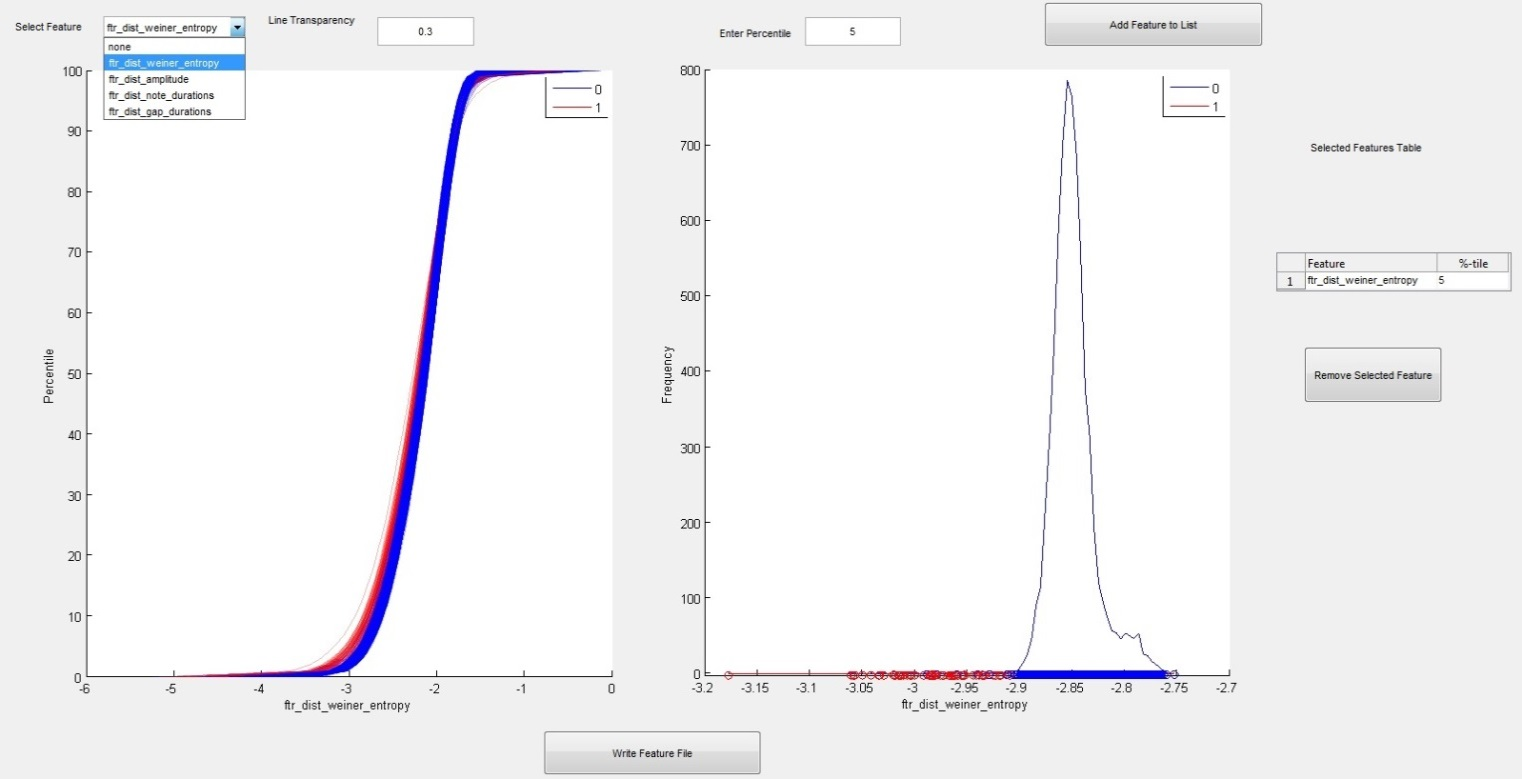 Select Feature
ftr_dist_weiner_entropy
none
ftr_dist_weiner_entropy
ftr_dist_amplitude
ftr_dist_note_durations
ftr_dist_gap_durations
Line Transparency
0.3
Enter Percentile
5
Add Feature to List
100
90
80
70
60
50
40
30
20
10
0
Percentile
-6 -5 -4 -3 -2 -1 0
ftr_dist_weiner_entropy
0
1
800
700
600
500
400
300
200
100
0
Frequency
-3.2 -3.15 -3.1 -3.05 -3 -2.95 -2.9 -2.85 -2.8 -2.75 -2.7
ftr_dist_weiner_entropy
0
1
Selected Features Table
Feature %-tile
1 ftr_dist_weiner_entropy 5
Remove Selected Feature
Write Feature File